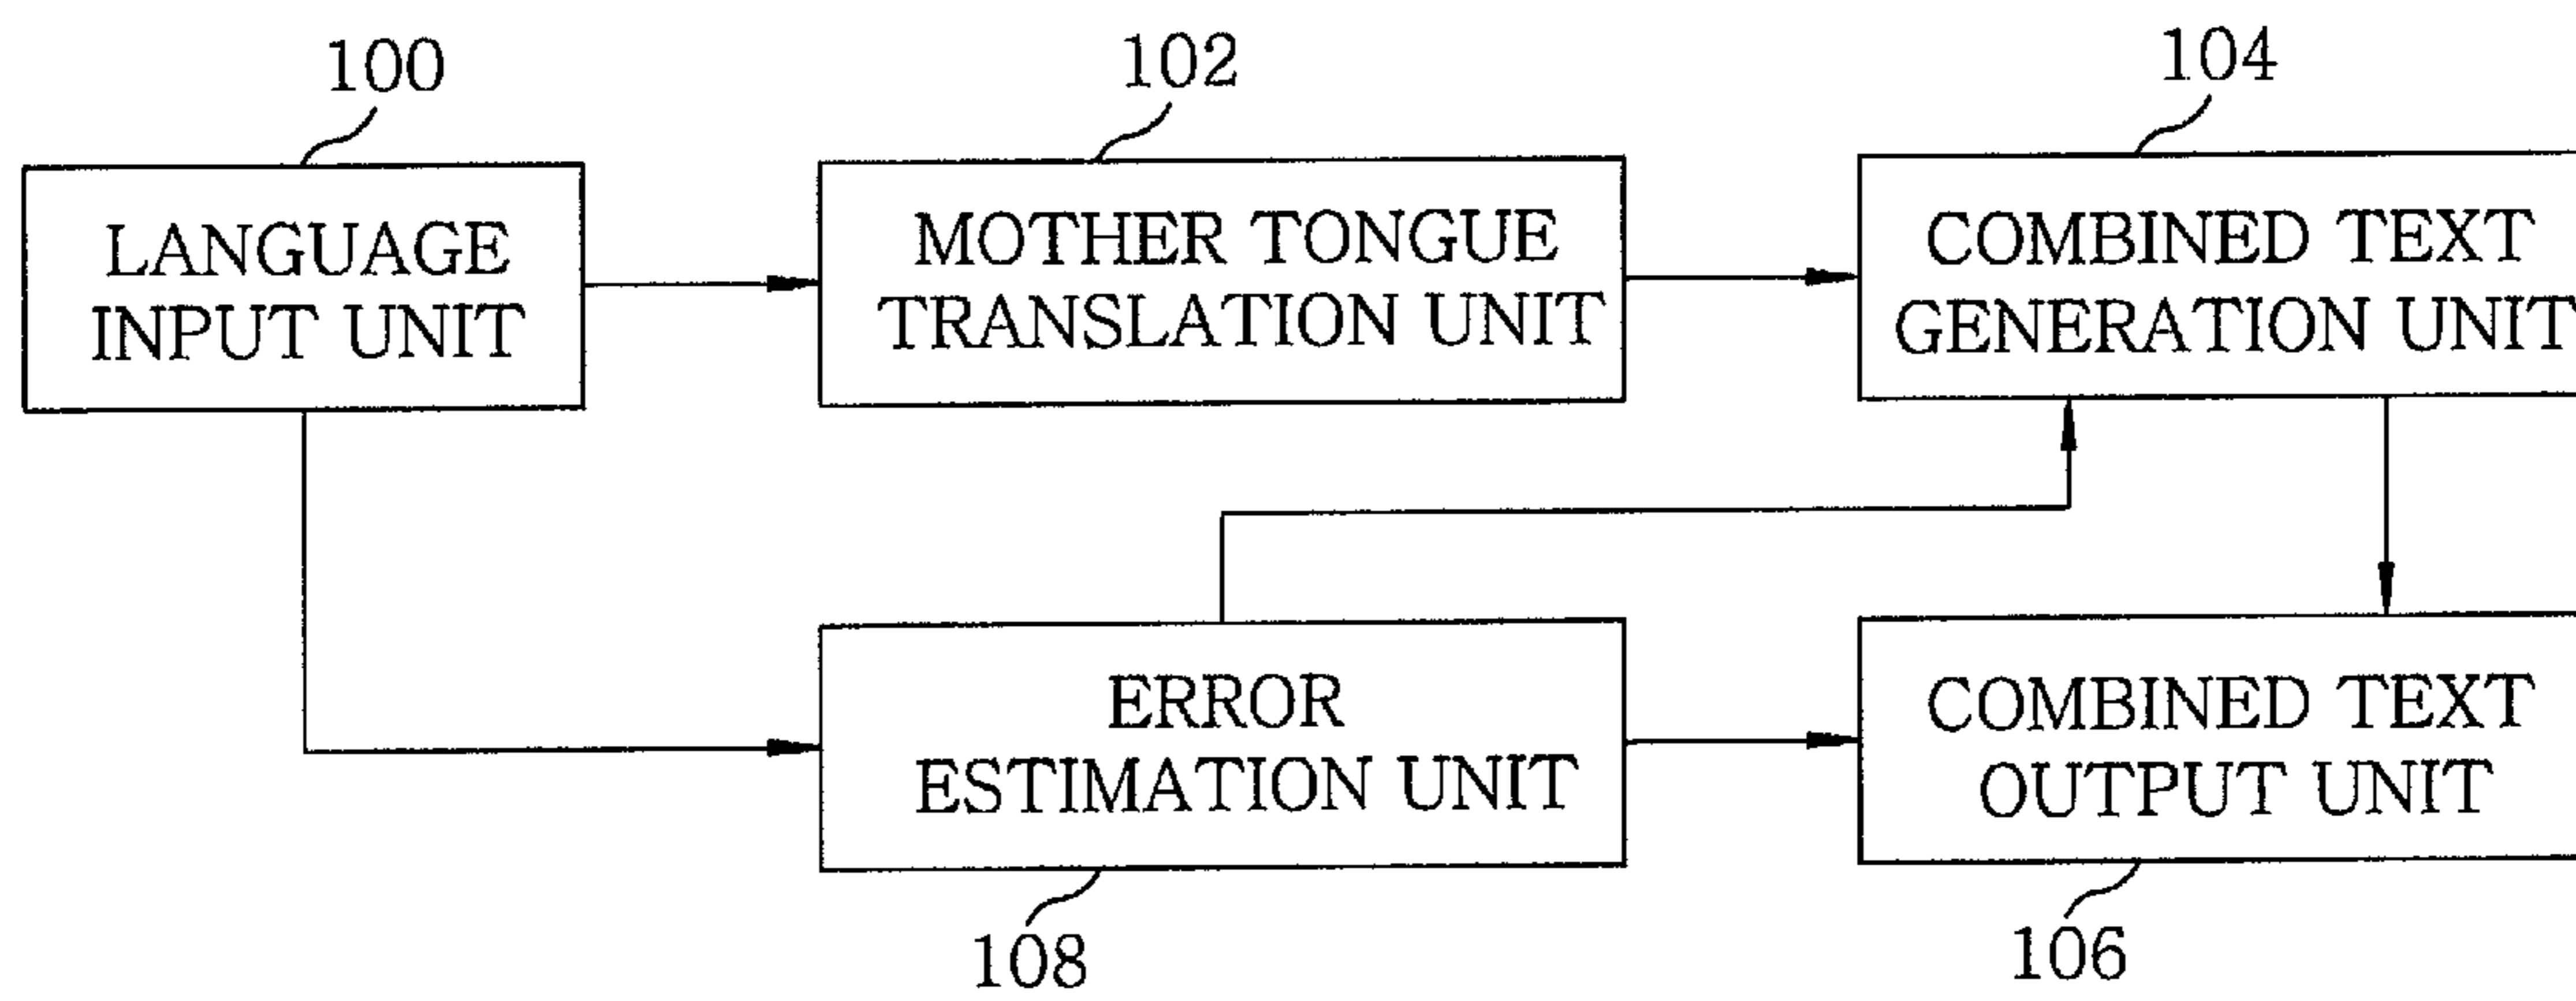 100
102
104
LANGUAGE
INPUT UNIT
MOTHER TONGUE
TRANSLATION UNIT
COMBINED TEXT
GENERATION UNIT
ERROR
ESTIMATION UNIT
COMBINED TEXT
OUTPUT UNIT
108
106